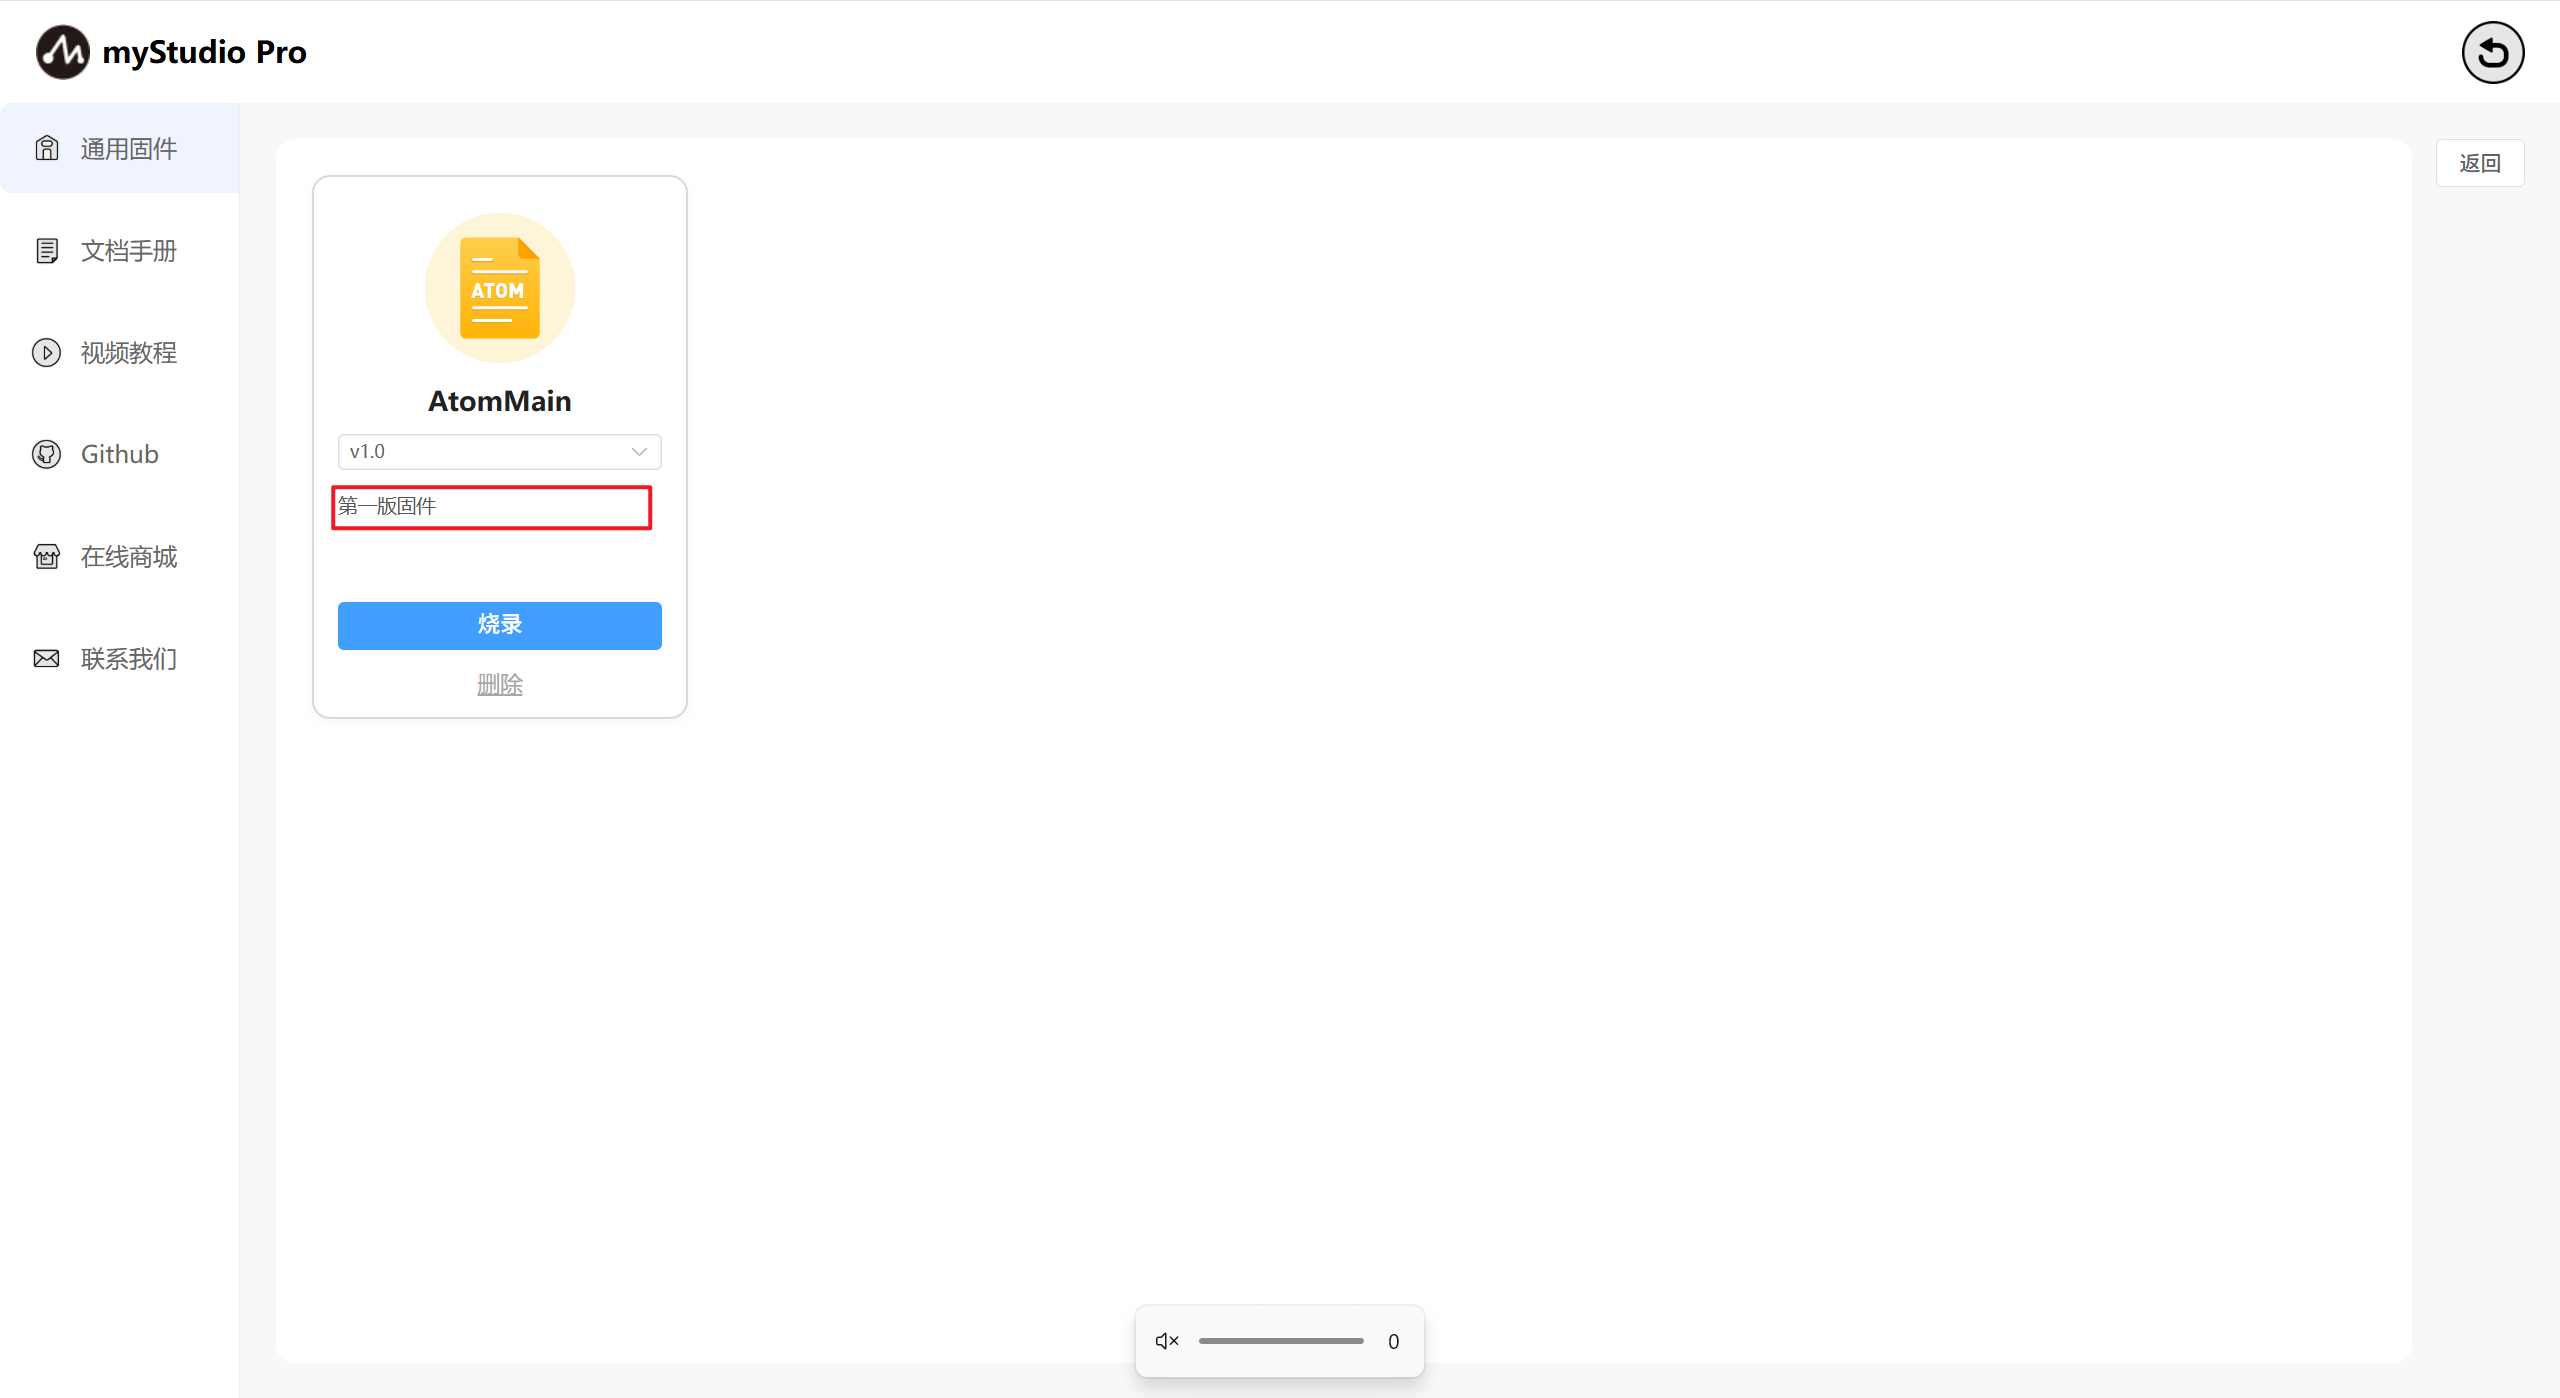 myStudio Pro
通用固件
文档手册
视频教程
Github
在线商城
联系我们
返回
ATOM
AtomMain
v1.0
第一版固件
烧录
删除
0